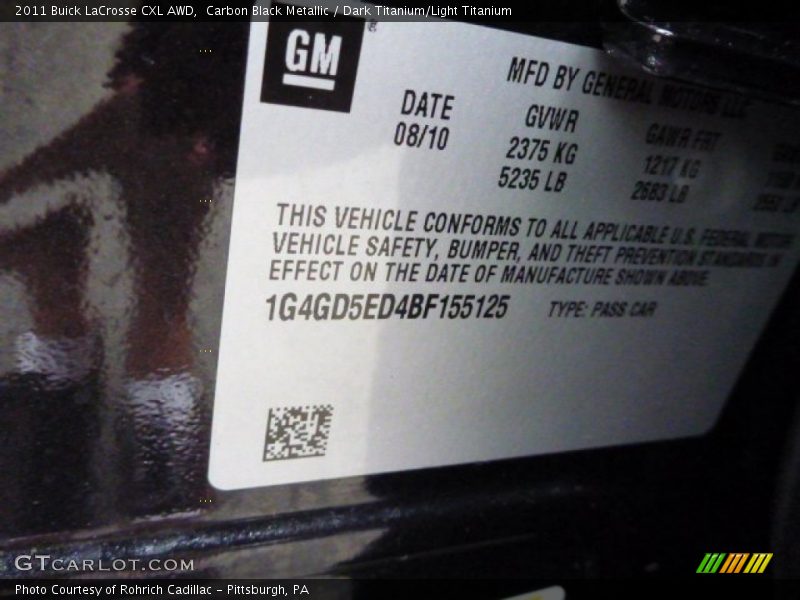 2011 Buick LaCrosse CXL AWD, Carbon Black Metallic / Dark Titanium/Light Titanium
GM
MFD BY GENERAL MOTORS LLC
DATE GVWR GAWR FRT
08/10 2375 KG 1217 KG
5235 LB 2683 LB
THIS VEHICLE CONFORMS TO ALL APPLICABLE U.S. FEDERAL MOTOR
VEHICLE SAFETY, BUMPER, AND THEFT PREVENTION STANDARDS IN
EFFECT ON THE DATE OF MANUFACTURE SHOWN ABOVE.
1G4GD5ED4BF155125 TYPE: PASS CAR
GTCARLOT.COM
Photo Courtesy of Rohrich Cadillac - Pittsburgh, PA